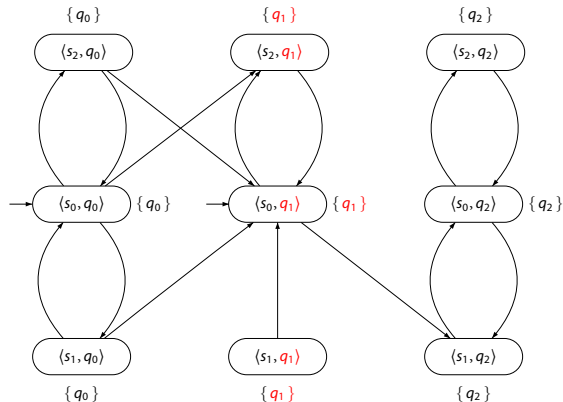 {q₀} {q₁} {q₂}
⟨s₂, q₀⟩ ⟨s₂, q₁⟩ ⟨s₂, q₂⟩
⟨s₀, q₀⟩ {q₀} ⟨s₀, q₁⟩ {q₁} ⟨s₀, q₂⟩ {q₂}
⟨s₁, q₀⟩ ⟨s₁, q₁⟩ ⟨s₁, q₂⟩
{q₀} {q₁} {q₂}